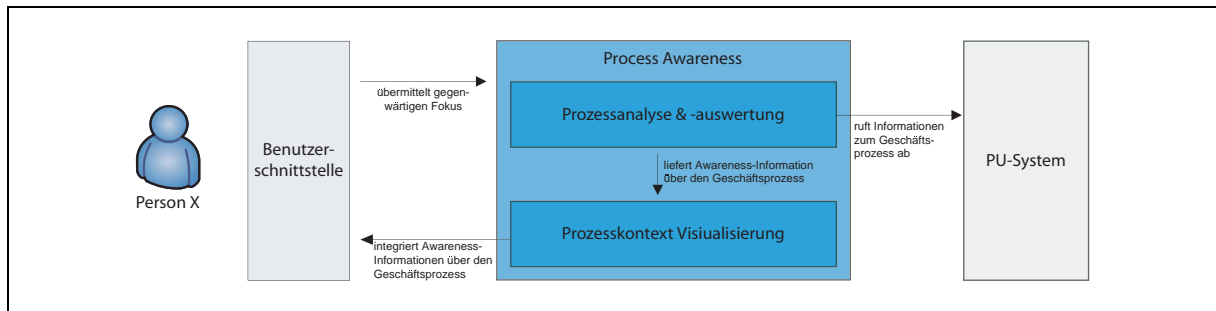 Person X
Benutzer-
schnittstelle
übermittelt gegen-
wärtigen Fokus
Process Awareness
Prozessanalyse & -auswertung
liefert Awareness-Information
über den Geschäftsprozess
Prozesskontext Visiualisierung
integriert Awareness-
Informationen über den
Geschäftsprozess
ruft Informationen
zum Geschäfts-
prozess ab
PU-System